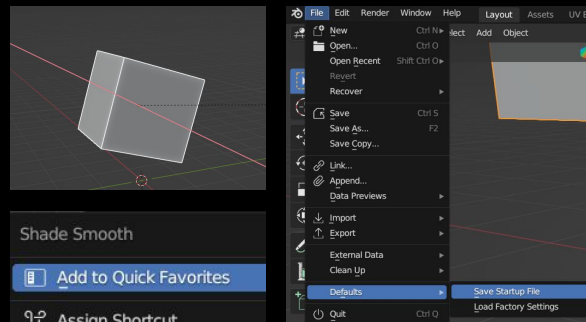 File Edit Render Window Help Layout Assets UV E
New Ctrl N
Open... Ctrl O
Open Recent Shift Ctrl O
Revert
Recover
Save Ctrl S
Save As... F2
Save Copy...
Link...
Append...
Data Previews
Import
Export
External Data
Clean Up
Defaults
Quit Ctrl Q
elect Add Object
Save Startup File
Load Factory Settings
Shade Smooth
Add to Quick Favorites
Assign Shortcut